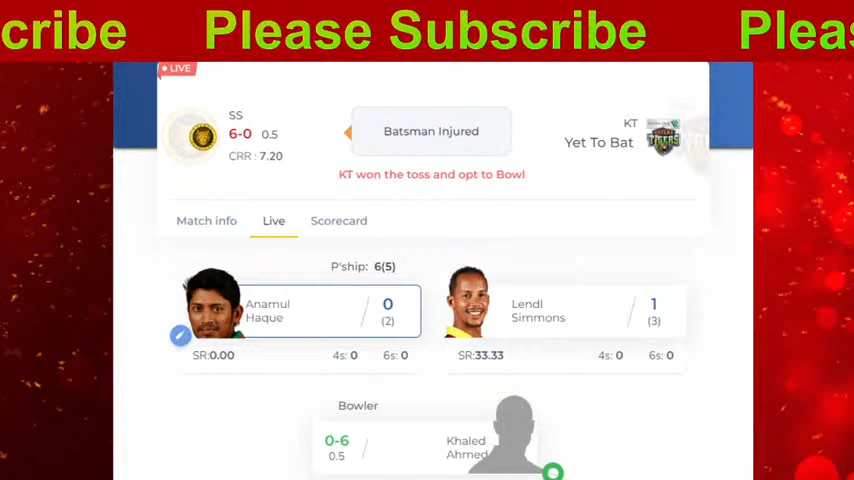 cribe Please Subscribe Pleas
LIVE
SS
6-0 0.5
CRR : 7.20
Batsman Injured
KT
Yet To Bat
TIGERS
KT won the toss and opt to Bowl
Match info Live Scorecard
P'ship: 6(5)
Anamul
Haque
0
(2)
Lendl
Simmons
1
(3)
SR:0.00 4s: 0 6s: 0
SR:33.33 4s: 0 6s: 0
Bowler
0-6
0.5
Khaled
Ahmed